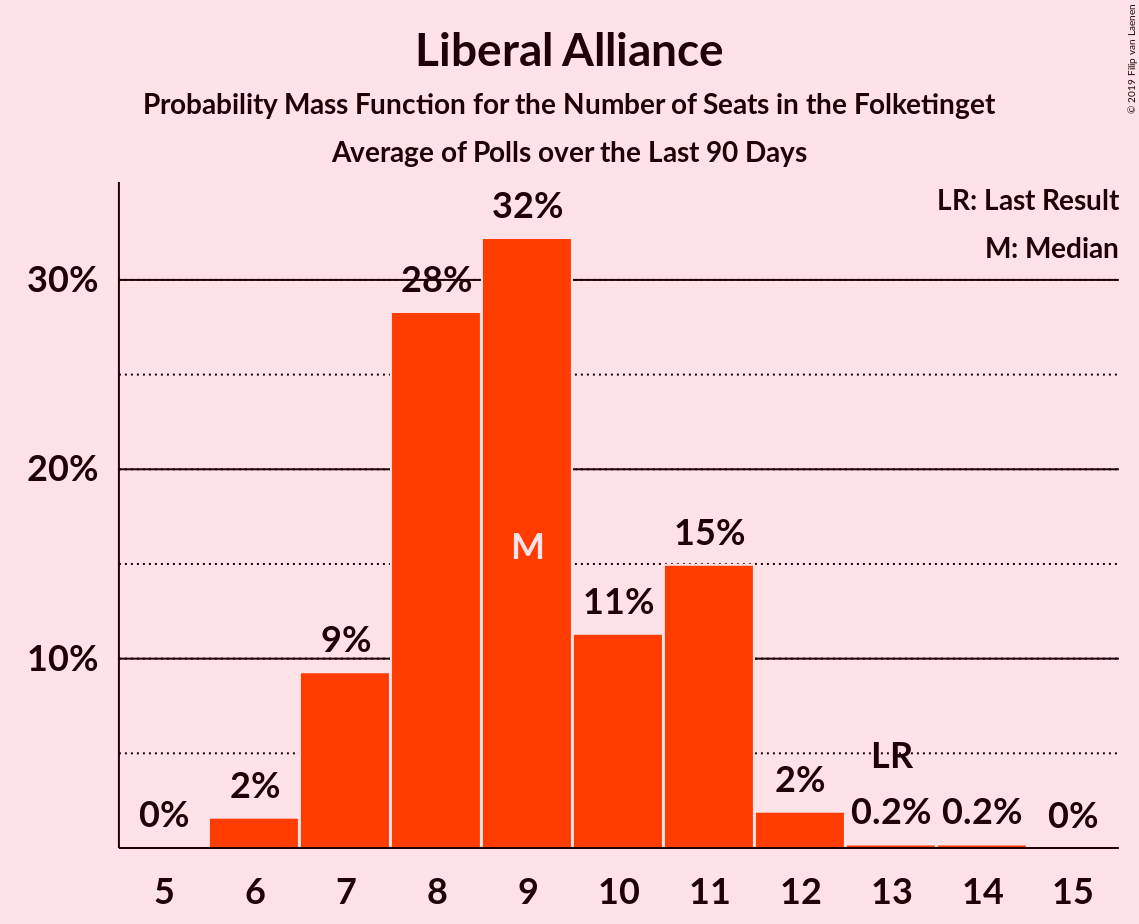 Liberal Alliance
Probability Mass Function for the Number of Seats in the Folketinget
Average of Polls over the Last 90 Days
© 2019 Filip van Laenen
LR: Last Result
M: Median
32%
30%
28%
20%
15%
M
11%
10%
9%
LR
2%
2%
0%
0.2%
0.2%
0%
5 6 7 8 9 10 11 12 13 14 15